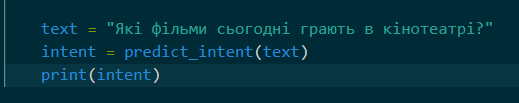 text = "Які фільми сьогодні грають в кінотеатрі?"
intent = predict_intent(text)
print(intent)